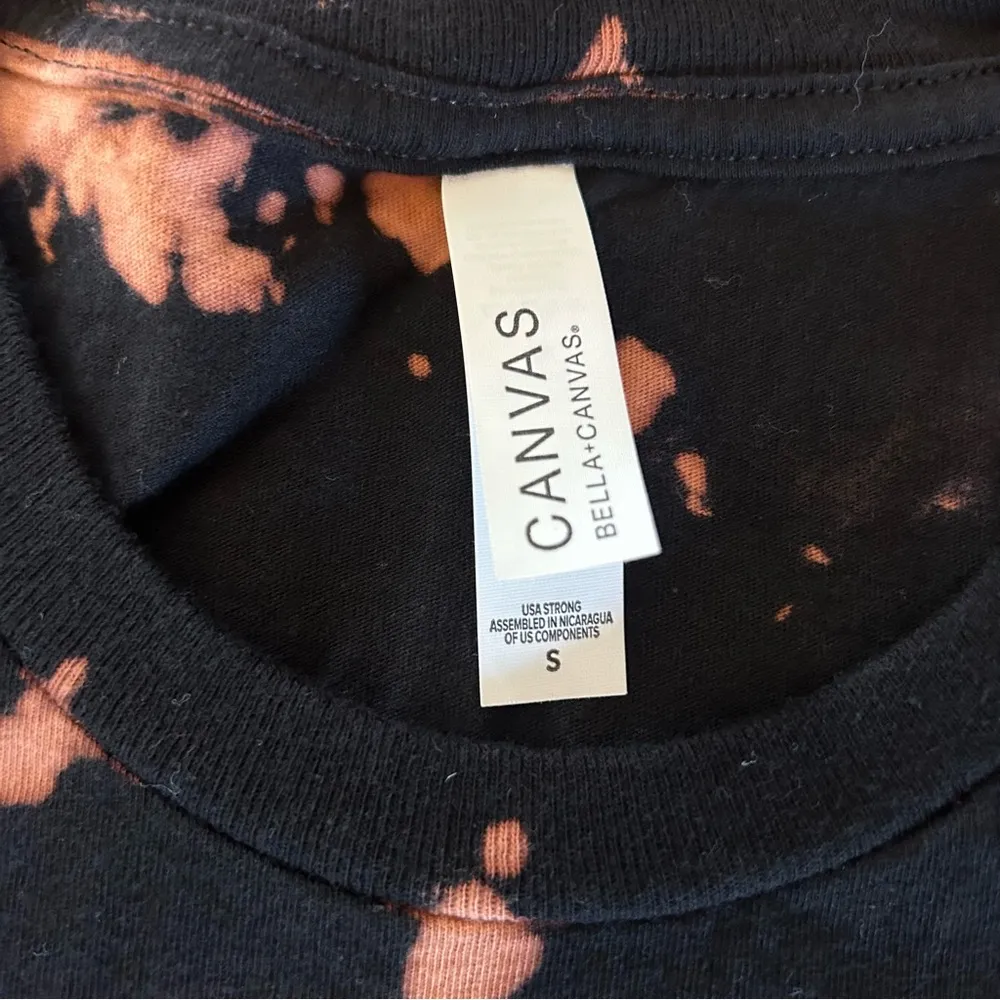 CANVAS
BELLA+CANVAS®
USA STRONG
ASSEMBLED IN NICARAGUA
OF US COMPONENTS
S